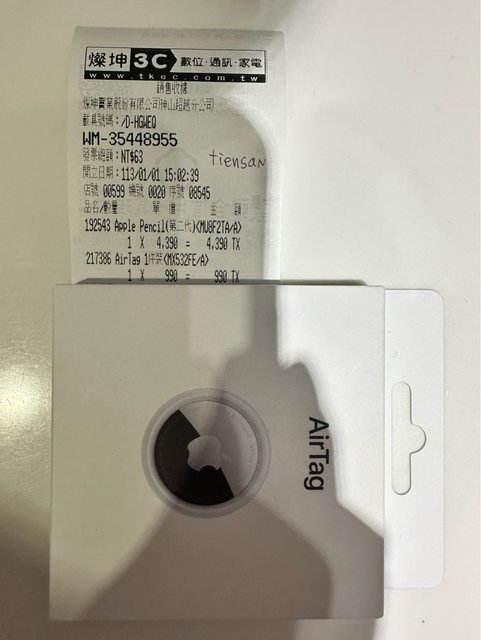 燦坤3C 數位·通訊·家電
www.tkec.com.tw
銷售收據
燦坤實業股份有限公司神山超越分公司
載具號碼:/D-HGWEQ
WM-35448955
發票總額:NT$63
tiensan
開立日期:113/01/01 15:02:39
店號 00599 機號 0020 序號 08545
品名/數量 單價 金額
192543 Apple Pencil(第二代)<MU8F2TA/A>
1 X 4,390 = 4,390 TX
217386 AirTag 1件裝<MX532FE/A>
1 X 990 = 990 TX
AirTag